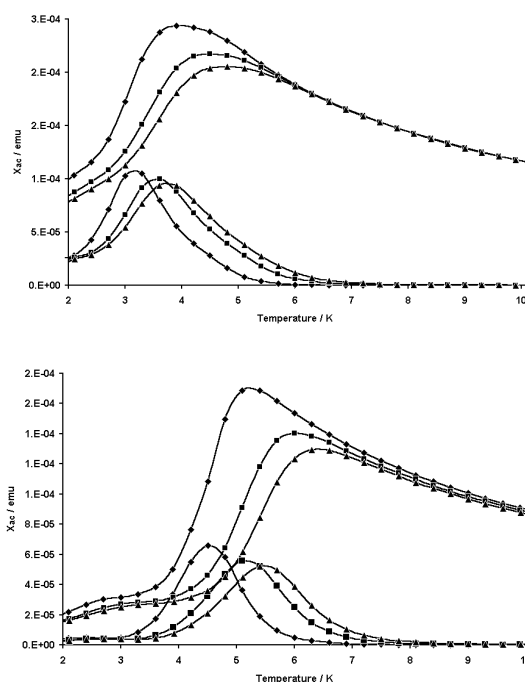 3.E-04
2.E-04
2.E-04
1.E-04
5.E-05
0.E+00
2 3 4 5 6 7 8 9 10
Xac / emu
Temperature / K
2.E-04
2.E-04
1.E-04
1.E-04
1.E-04
8.E-05
6.E-05
4.E-05
2.E-05
0.E+00
2 3 4 5 6 7 8 9 1
Xac / emu
Temperature / K